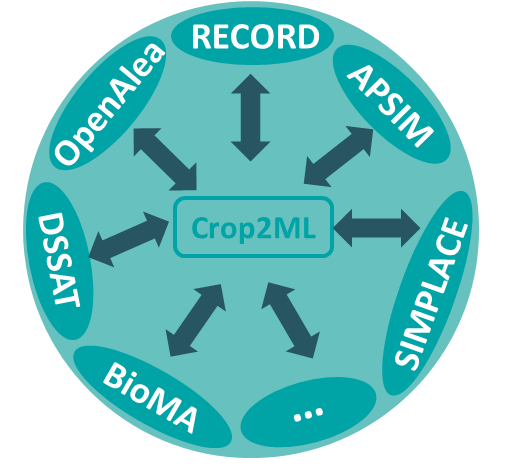 RECORD
OpenAlea
APSIM
DSSAT
Crop2ML
SIMPLACE
BioMA
...